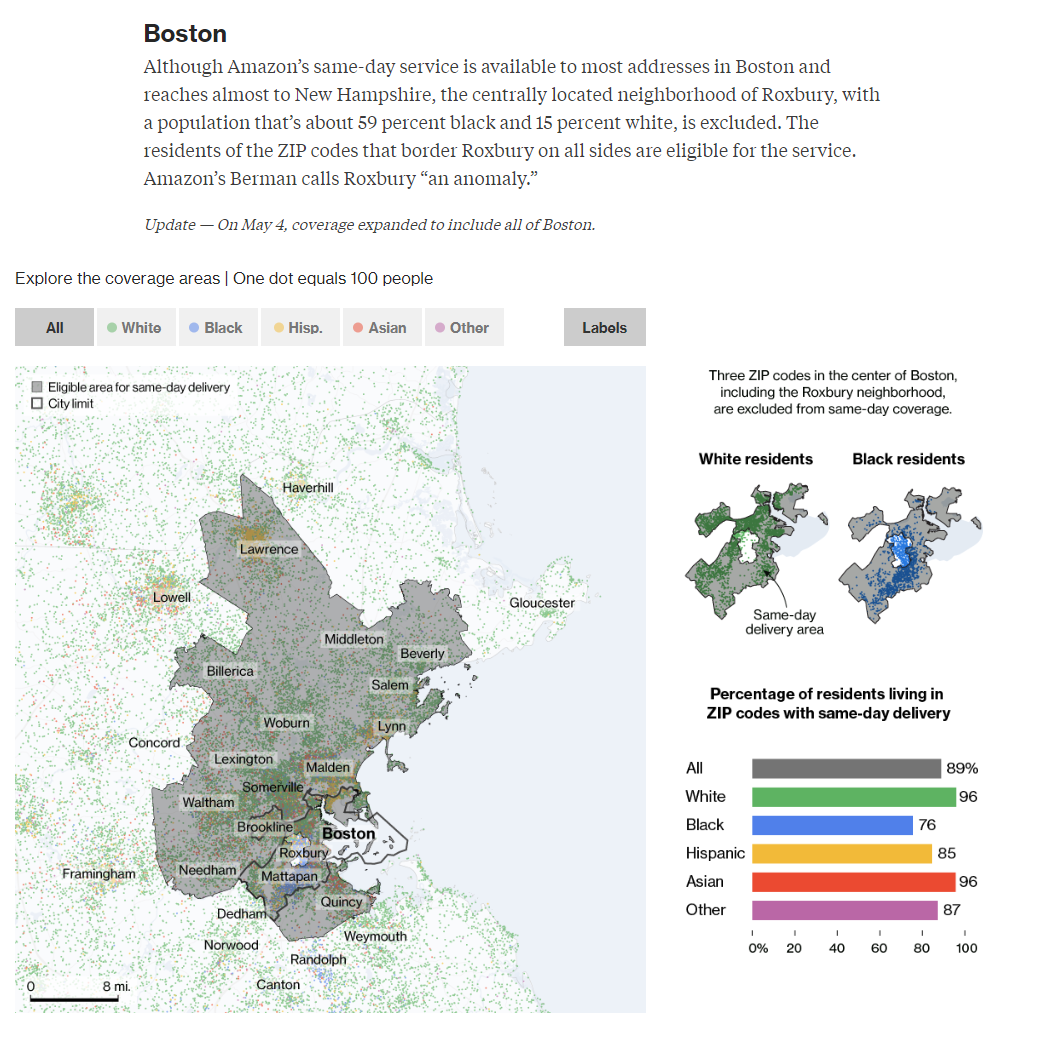 Boston
Although Amazon’s same-day service is available to most addresses in Boston and
reaches almost to New Hampshire, the centrally located neighborhood of Roxbury, with
a population that’s about 59 percent black and 15 percent white, is excluded. The
residents of the ZIP codes that border Roxbury on all sides are eligible for the service.
Amazon’s Berman calls Roxbury “an anomaly.”
Update — On May 4, coverage expanded to include all of Boston.
Explore the coverage areas | One dot equals 100 people
All White Black Hisp. Asian Other Labels
Eligible area for same-day delivery
City limit
Haverhill
Lawrence
Lowell
Gloucester
Middleton
Beverly
Billerica
Salem
Woburn
Lynn
Concord
Lexington
Malden
Somerville
Waltham
Brookline
Boston
Roxbury
Needham
Mattapan
Framingham
Quincy
Dedham
Weymouth
Norwood
Randolph
Canton
0 8 mi.
Three ZIP codes in the center of Boston,
including the Roxbury neighborhood,
are excluded from same-day coverage.
White residents Black residents
Same-day
delivery area
Percentage of residents living in
ZIP codes with same-day delivery
All 89%
White 96
Black 76
Hispanic 85
Asian 96
Other 87
0% 20 40 60 80 100